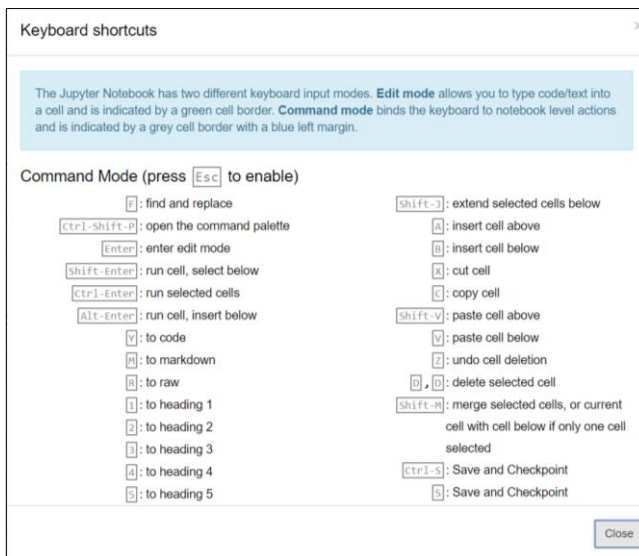 Keyboard shortcuts
×
The Jupyter Notebook has two different keyboard input modes. Edit mode allows you to type code/text into
a cell and is indicated by a green cell border. Command mode binds the keyboard to notebook level actions
and is indicated by a grey cell border with a blue left margin.
Command Mode (press Esc to enable)
F : find and replace
Ctrl-Shift-P : open the command palette
Enter : enter edit mode
Shift-Enter : run cell, select below
Ctrl-Enter : run selected cells
Alt-Enter : run cell, insert below
Y : to code
M : to markdown
R : to raw
1 : to heading 1
2 : to heading 2
3 : to heading 3
4 : to heading 4
5 : to heading 5
Shift-J : extend selected cells below
A : insert cell above
B : insert cell below
X : cut cell
C : copy cell
Shift-V : paste cell above
V : paste cell below
Z : undo cell deletion
D , D : delete selected cell
Shift-M : merge selected cells, or current
cell with cell below if only one cell
selected
Ctrl-S : Save and Checkpoint
S : Save and Checkpoint
Close